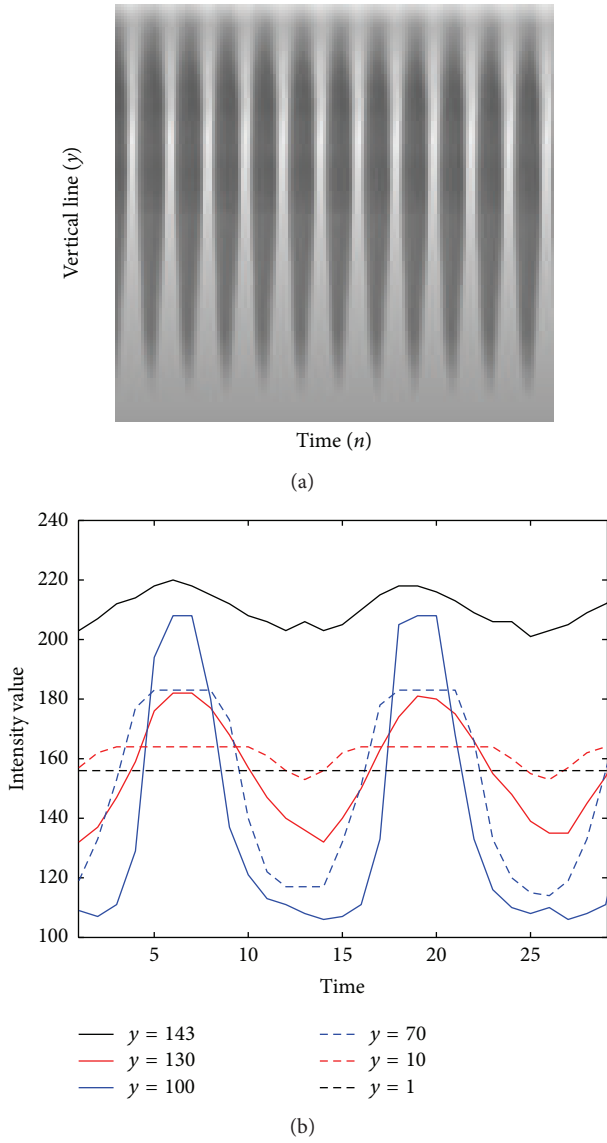 Vertical line (y)
Time (n)
(a)
240
220
200
180
160
140
120
100
Intensity value
5 10 15 20 25
Time
y = 143
y = 130
y = 100
y = 70
y = 10
y = 1
(b)